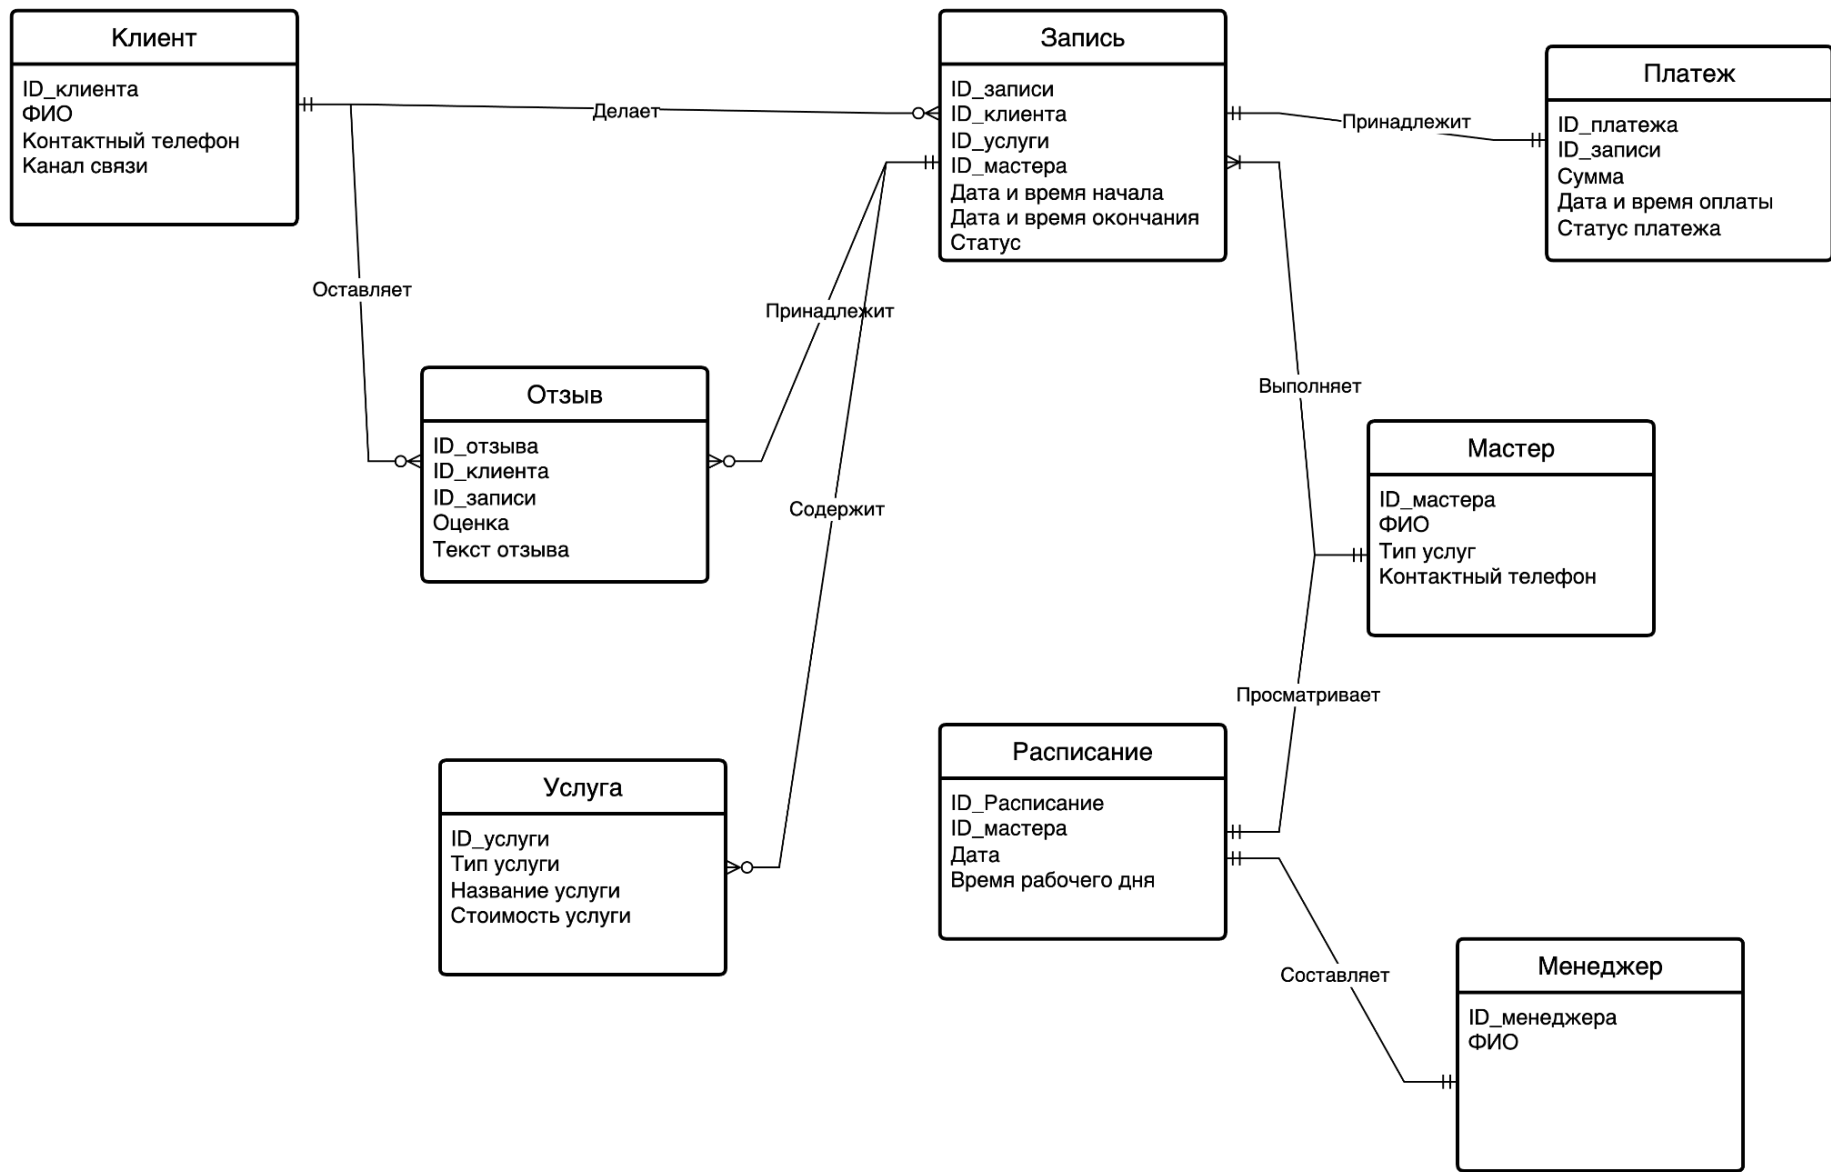 Клиент
ID_клиента
ФИО
Контактный телефон
Канал связи
Делает
Запись
ID_записи
ID_клиента
ID_услуги
ID_мастера
Дата и время начала
Дата и время окончания
Статус
Принадлежит
Платеж
ID_платежа
ID_записи
Сумма
Дата и время оплаты
Статус платежа
Оставляет
Принадлежит
Отзыв
ID_отзыва
ID_клиента
ID_записи
Оценка
Текст отзыва
Содержит
Выполняет
Мастер
ID_мастера
ФИО
Тип услуг
Контактный телефон
Просматривает
Услуга
ID_услуги
Тип услуги
Название услуги
Стоимость услуги
Расписание
ID_Расписание
ID_мастера
Дата
Время рабочего дня
Составляет
Менеджер
ID_менеджера
ФИО